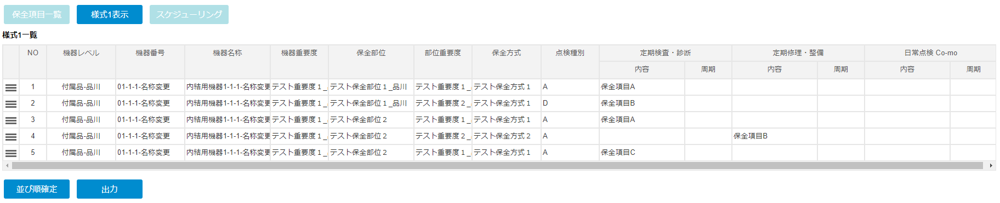 保全項目一覧 様式1表示 スケジューリング
様式1一覧
NO 機器レベル 機器番号 機器名称 機器重要度 保全部位 部位重要度 保全方式 点検種別 定期検査・診断 定期修理・整備 日常点検 Co-mo
内容 周期 内容 周期 内容 周期
1 付属品-品川 01-1-1-名称変更 内結用機器1-1-1-名称変更 テスト重要度１_ テスト保全部位１_品川 テスト重要度１_ テスト保全方式１ A 保全項目A
2 付属品-品川 01-1-1-名称変更 内結用機器1-1-1-名称変更 テスト重要度１_ テスト保全部位１_品川 テスト重要度２_ テスト保全方式１ D 保全項目B
3 付属品-品川 01-1-1-名称変更 内結用機器1-1-1-名称変更 テスト重要度１_ テスト保全部位２ テスト重要度１_ テスト保全方式１ A 保全項目A
4 付属品-品川 01-1-1-名称変更 内結用機器1-1-1-名称変更 テスト重要度１_ テスト保全部位２ テスト重要度２_ テスト保全方式２ A 保全項目B
5 付属品-品川 01-1-1-名称変更 内結用機器1-1-1-名称変更 テスト重要度１_ テスト保全部位２ テスト重要度１_ テスト保全方式１ A 保全項目C
並び順確定 出力